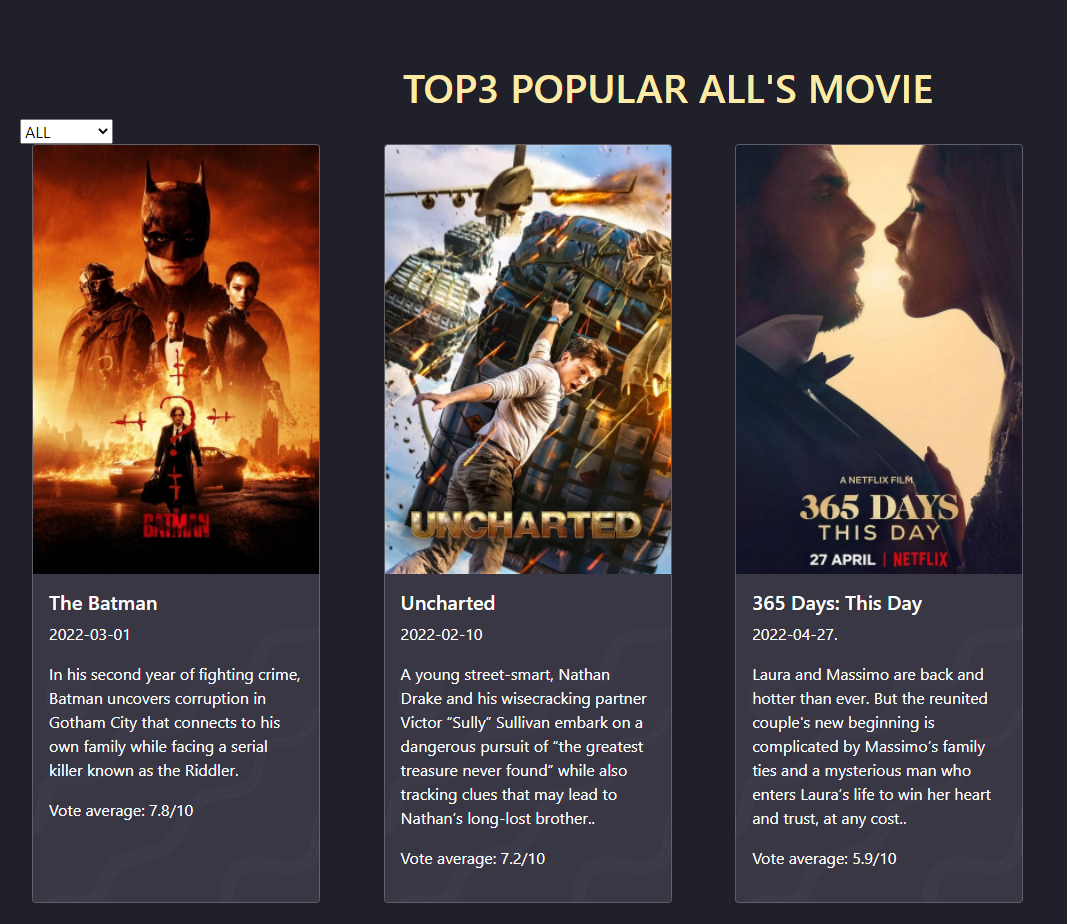 TOP3 POPULAR ALL'S MOVIE
ALL
THE
BATMAN
UNCHARTED
A NETFLIX FILM
365 DAYS
THIS DAY
27 APRIL | NETFLIX
The Batman
2022-03-01
In his second year of fighting crime,
Batman uncovers corruption in
Gotham City that connects to his
own family while facing a serial
killer known as the Riddler.
Vote average: 7.8/10
Uncharted
2022-02-10
A young street-smart, Nathan
Drake and his wisecracking partner
Victor “Sully” Sullivan embark on a
dangerous pursuit of “the greatest
treasure never found” while also
tracking clues that may lead to
Nathan’s long-lost brother..
Vote average: 7.2/10
365 Days: This Day
2022-04-27.
Laura and Massimo are back and
hotter than ever. But the reunited
couple's new beginning is
complicated by Massimo’s family
ties and a mysterious man who
enters Laura’s life to win her heart
and trust, at any cost..
Vote average: 5.9/10